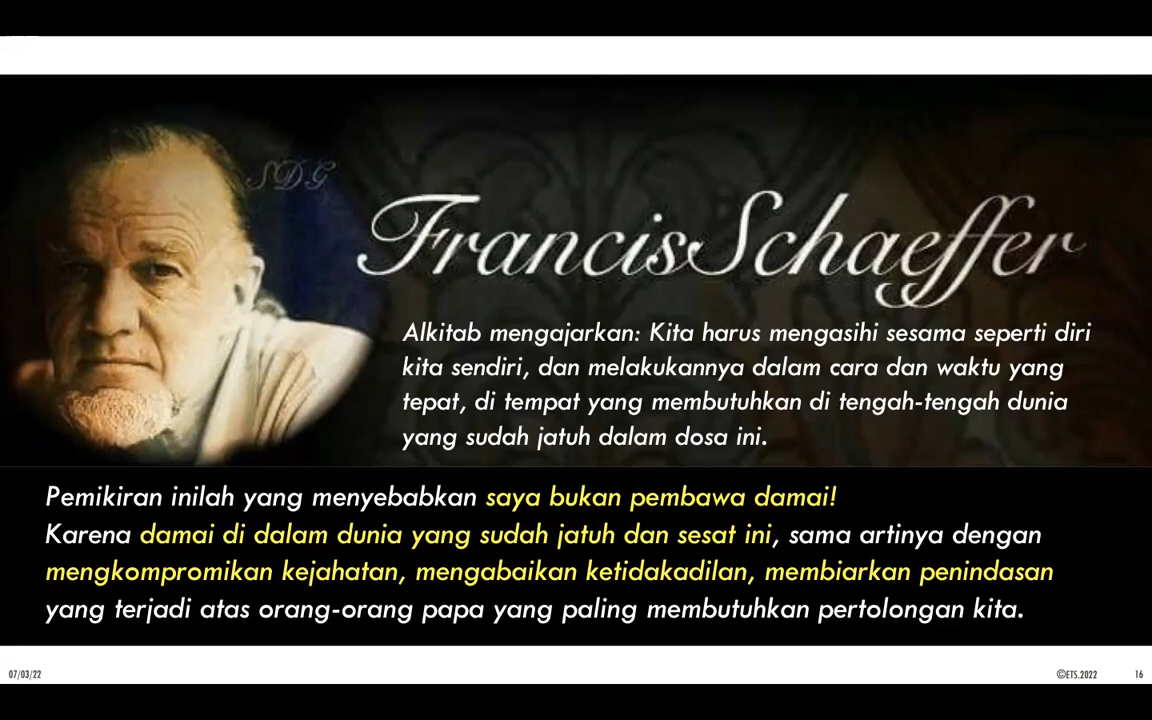 SDG
Francis Schaeffer
Alkitab mengajarkan: Kita harus mengasihi sesama seperti diri
kita sendiri, dan melakukannya dalam cara dan waktu yang
tepat, di tempat yang membutuhkan di tengah-tengah dunia
yang sudah jatuh dalam dosa ini.
Pemikiran inilah yang menyebabkan saya bukan pembawa damai!
Karena damai di dalam dunia yang sudah jatuh dan sesat ini, sama artinya dengan
mengkompromikan kejahatan, mengabaikan ketidakadilan, membiarkan penindasan
yang terjadi atas orang-orang papa yang paling membutuhkan pertolongan kita.
07/03/22
©ETS.2022
16